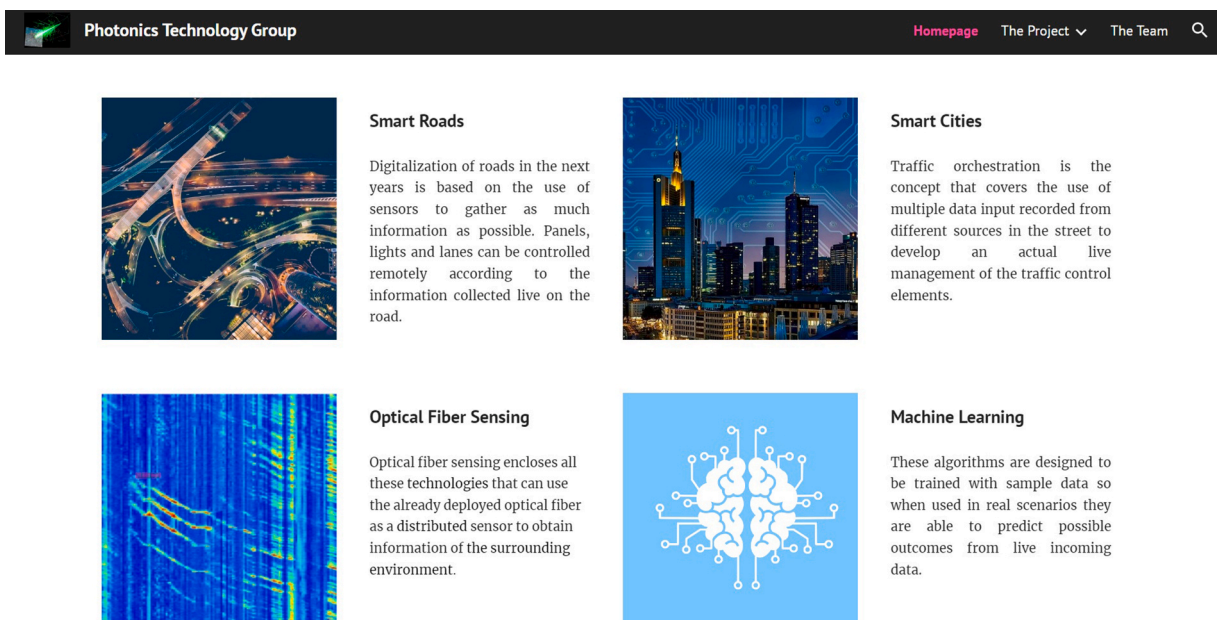 Photonics Technology Group
Homepage
The Project
The Team
Smart Roads
Digitalization of roads in the next
years is based on the use of
sensors to gather as much
information as possible. Panels,
lights and lanes can be controlled
remotely according to the
information collected live on the
road.
Smart Cities
Traffic orchestration is the
concept that covers the use of
multiple data input recorded from
different sources in the street to
develop an actual live
management of the traffic control
elements.
Optical Fiber Sensing
Optical fiber sensing encloses all
these technologies that can use
the already deployed optical fiber
as a distributed sensor to obtain
information of the surrounding
environment.
Machine Learning
These algorithms are designed to
be trained with sample data so
when used in real scenarios they
are able to predict possible
outcomes from live incoming
data.